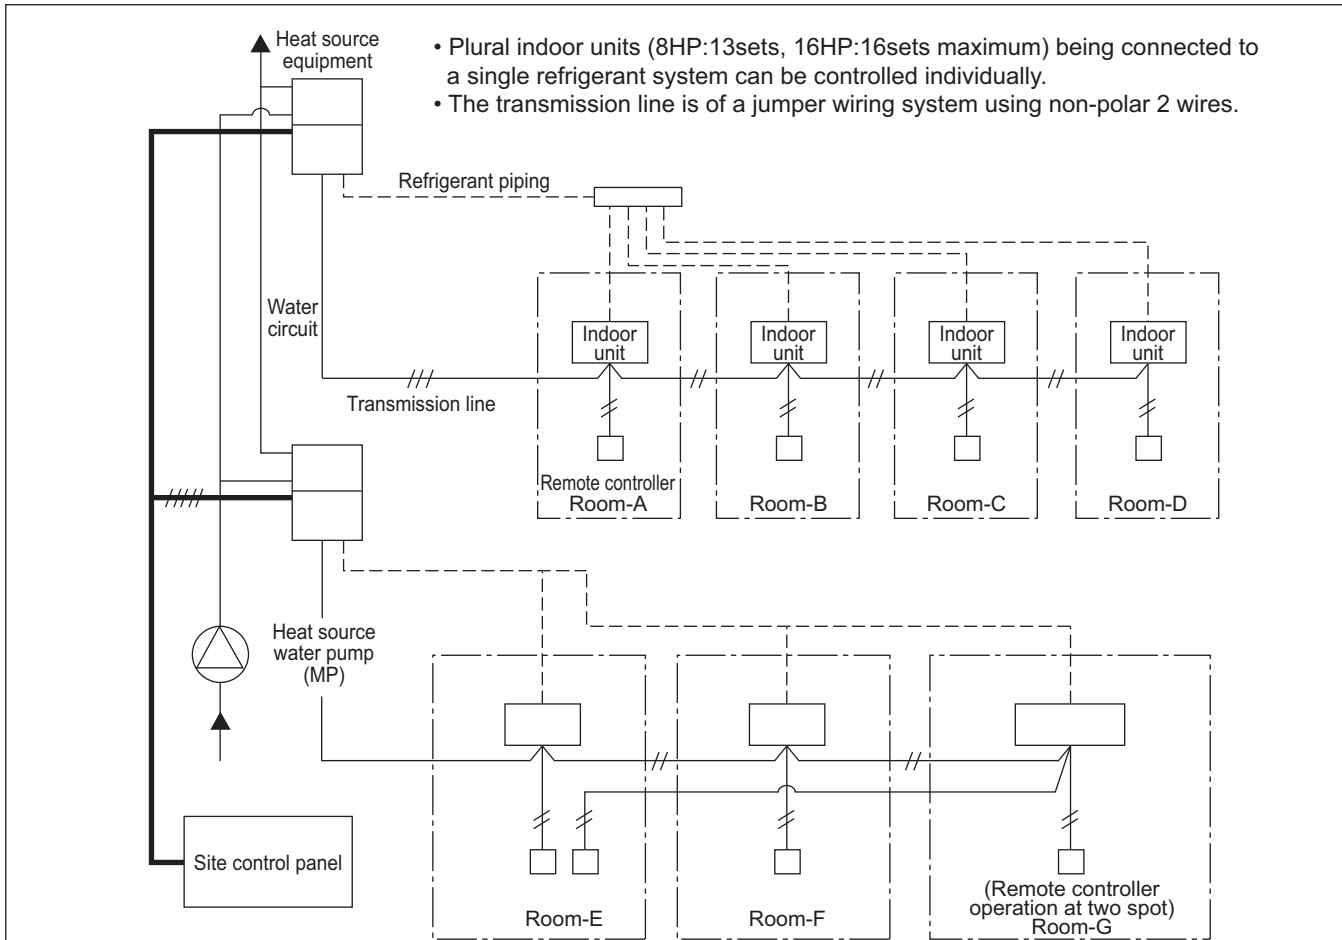 Heat source
equipment
• Plural indoor units (8HP:13sets, 16HP:16sets maximum) being connected to
a single refrigerant system can be controlled individually.
• The transmission line is of a jumper wiring system using non-polar 2 wires.
Refrigerant piping
Water
circuit
Indoor
unit
Indoor
unit
Indoor
unit
Indoor
unit
Transmission line
Remote controller
Room-A
Room-B
Room-C
Room-D
Heat source
water pump
(MP)
Site control panel
Room-E
Room-F
(Remote controller
operation at two spot)
Room-G